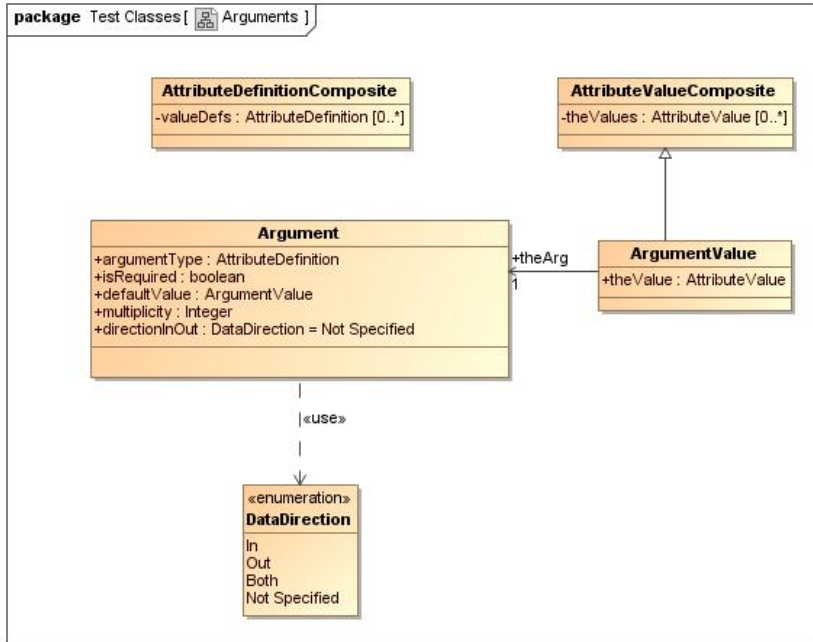 package Test Classes [ Arguments ]
AttributeDefinitionComposite
-valueDefs : AttributeDefinition [0..*]
AttributeValueComposite
-theValues : AttributeValue [0..*]
Argument
+argumentType : AttributeDefinition
+isRequired : boolean
+defaultValue : ArgumentValue
+multiplicity : Integer
+directionInOut : DataDirection = Not Specified
+theArg
1
ArgumentValue
+theValue : AttributeValue
«use»
«enumeration»
DataDirection
In
Out
Both
Not Specified